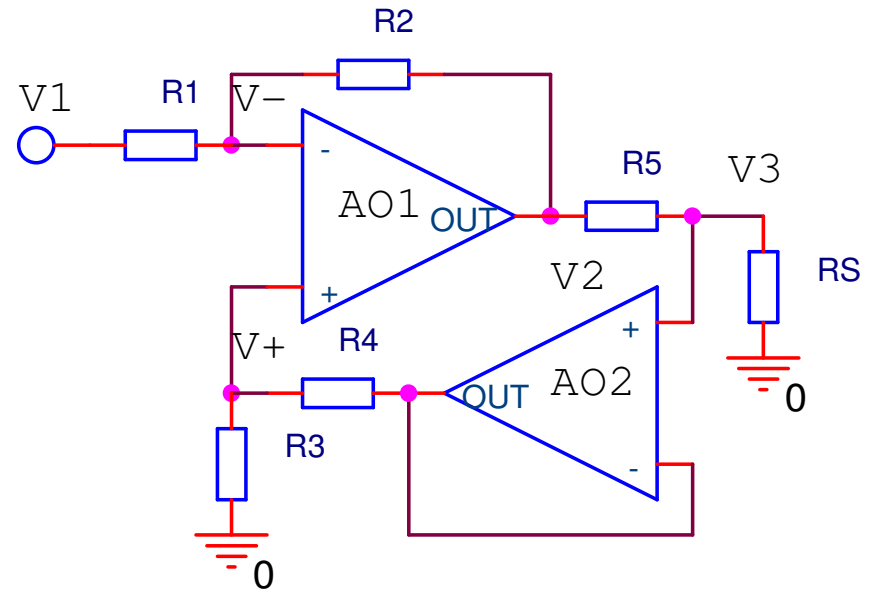 R2
V1
R1
V-
-
AO1
OUT
R5
V3
V2
RS
+
+
V+
R4
OUT
AO2
0
R3
-
0